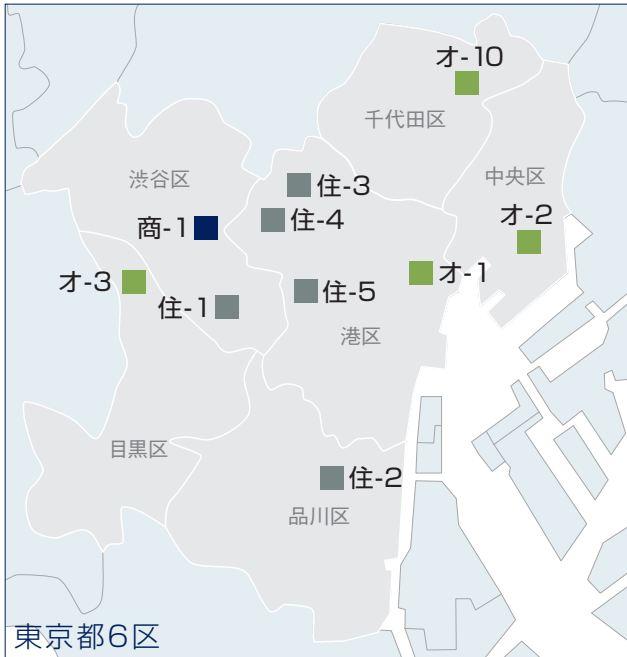 オ-10
千代田区
渋谷区
住-3
中央区
商-1
住-4
オ-2
オ-3
住-1
住-5
オ-1
港区
目黒区
住-2
品川区
東京都6区